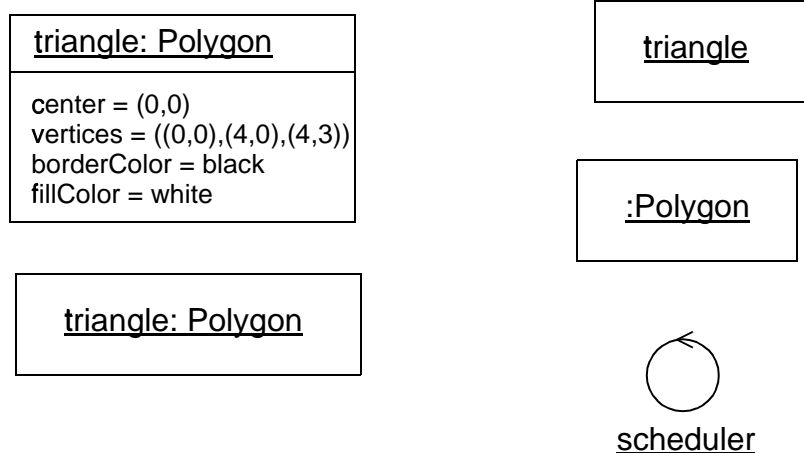 triangle: Polygon
center = (0,0)
vertices = ((0,0),(4,0),(4,3))
borderColor = black
fillColor = white
triangle: Polygon
triangle
:Polygon
scheduler